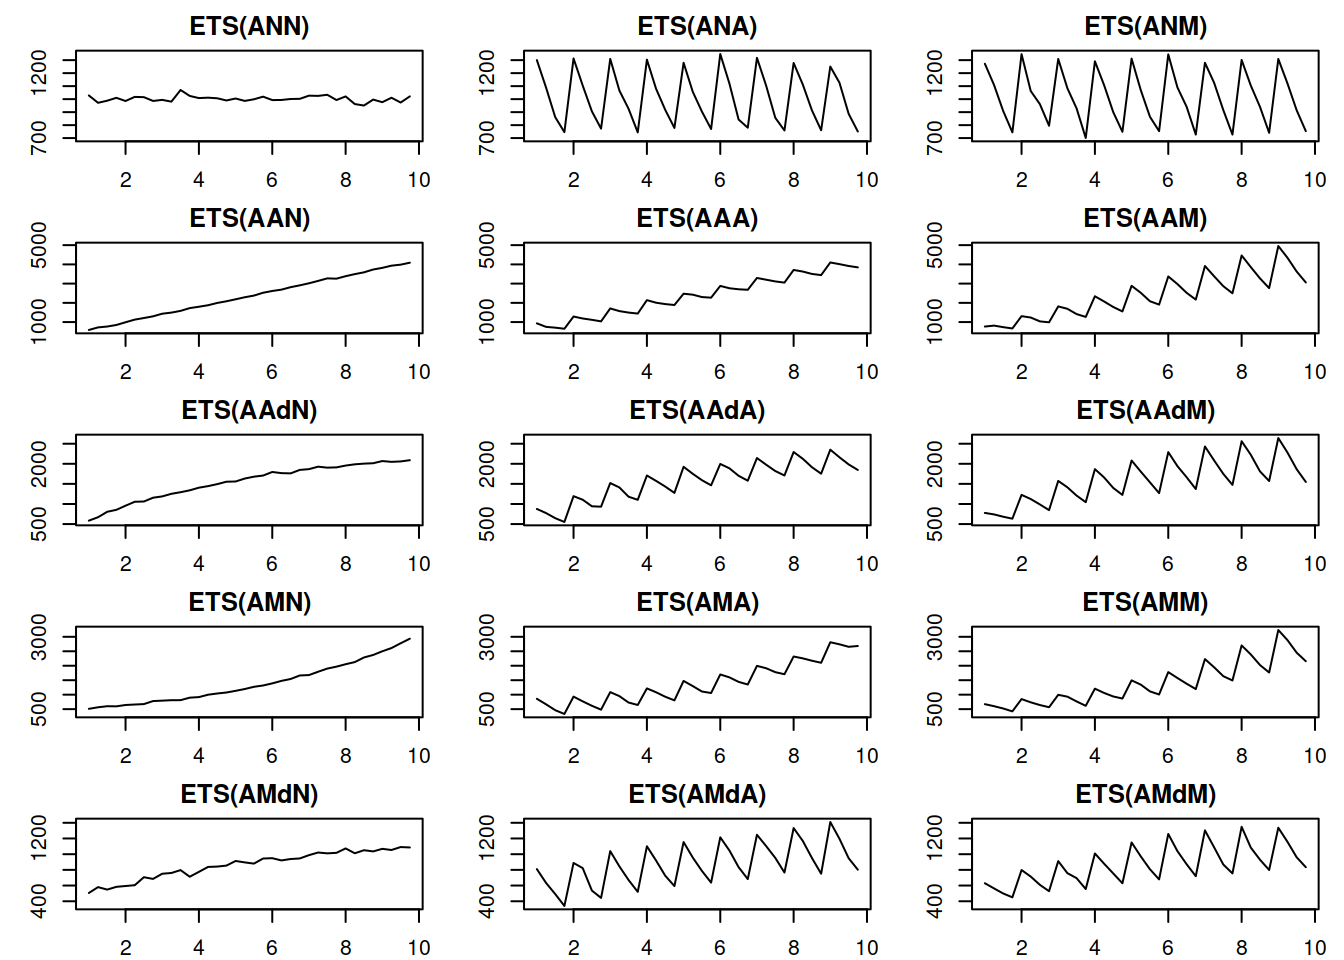 ETS(ANN) ETS(ANA) ETS(ANM)
1200 1200 1200
700 700 700
2 4 6 8 10 2 4 6 8 10 2 4 6 8 10
ETS(AAN) ETS(AAA) ETS(AAM)
5000 5000 5000
1000 1000 1000
2 4 6 8 10 2 4 6 8 10 2 4 6 8 10
ETS(AAdN) ETS(AAdA) ETS(AAdM)
2000 2000 2000
500 500 500
2 4 6 8 10 2 4 6 8 10 2 4 6 8 10
ETS(AMN) ETS(AMA) ETS(AMM)
3000 3000 3000
500 500 500
2 4 6 8 10 2 4 6 8 10 2 4 6 8 10
ETS(AMdN) ETS(AMdA) ETS(AMdM)
1200 1200 1200
400 400 400
2 4 6 8 10 2 4 6 8 10 2 4 6 8 10